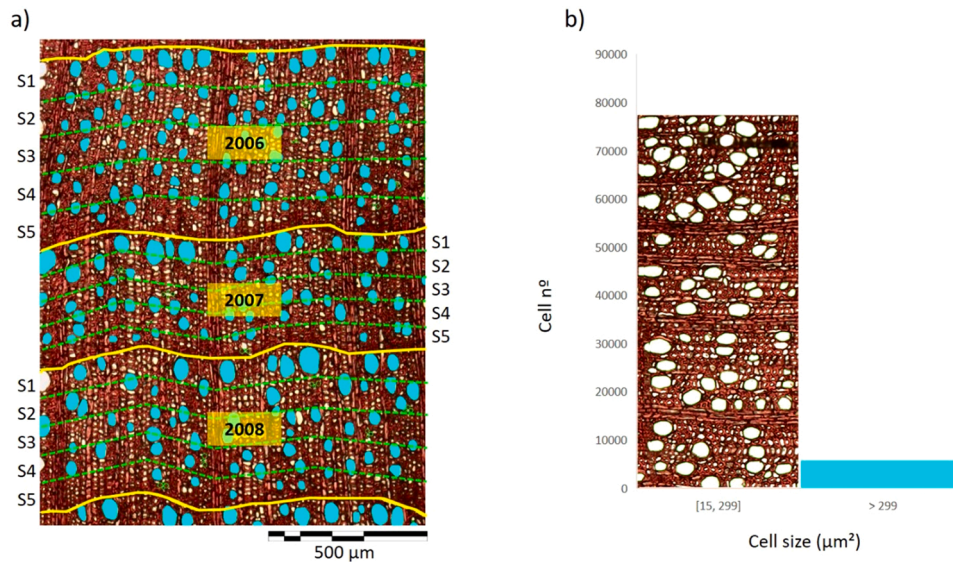 a)
S1
S2
2006
S3
S4
S5
S1
S2
S3
2007
S4
S5
S1
S2
2008
S3
S4
S5
500 µm
b)
90000
80000
70000
60000
50000
40000
30000
20000
10000
0
Cell nº
[15, 299]
> 299
Cell size (µm²)